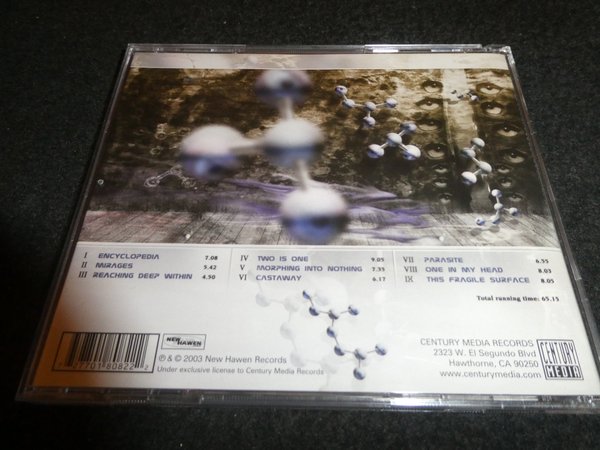 I ENCYCLOPEDIA 7.08
II MIRAGES 5.42
III REACHING DEEP WITHIN 4.50
IV TWO IS ONE 9.05
V MORPHING INTO NOTHING 7.35
VI CASTAWAY 6.17
VII PARASITE 6.55
VIII ONE IN MY HEAD 8.03
IX THIS FRAGILE SURFACE 8.05
Total running time: 65.15
NEW HAWEN
℗ & © 2003 New Hawen Records
Under exclusive license to Century Media Records
CENTURY MEDIA RECORDS
2323 W. El Segundo Blvd
Hawthorne, CA 90250
www.centurymedia.com
CENTURY
MEDIA
77701 80822 2